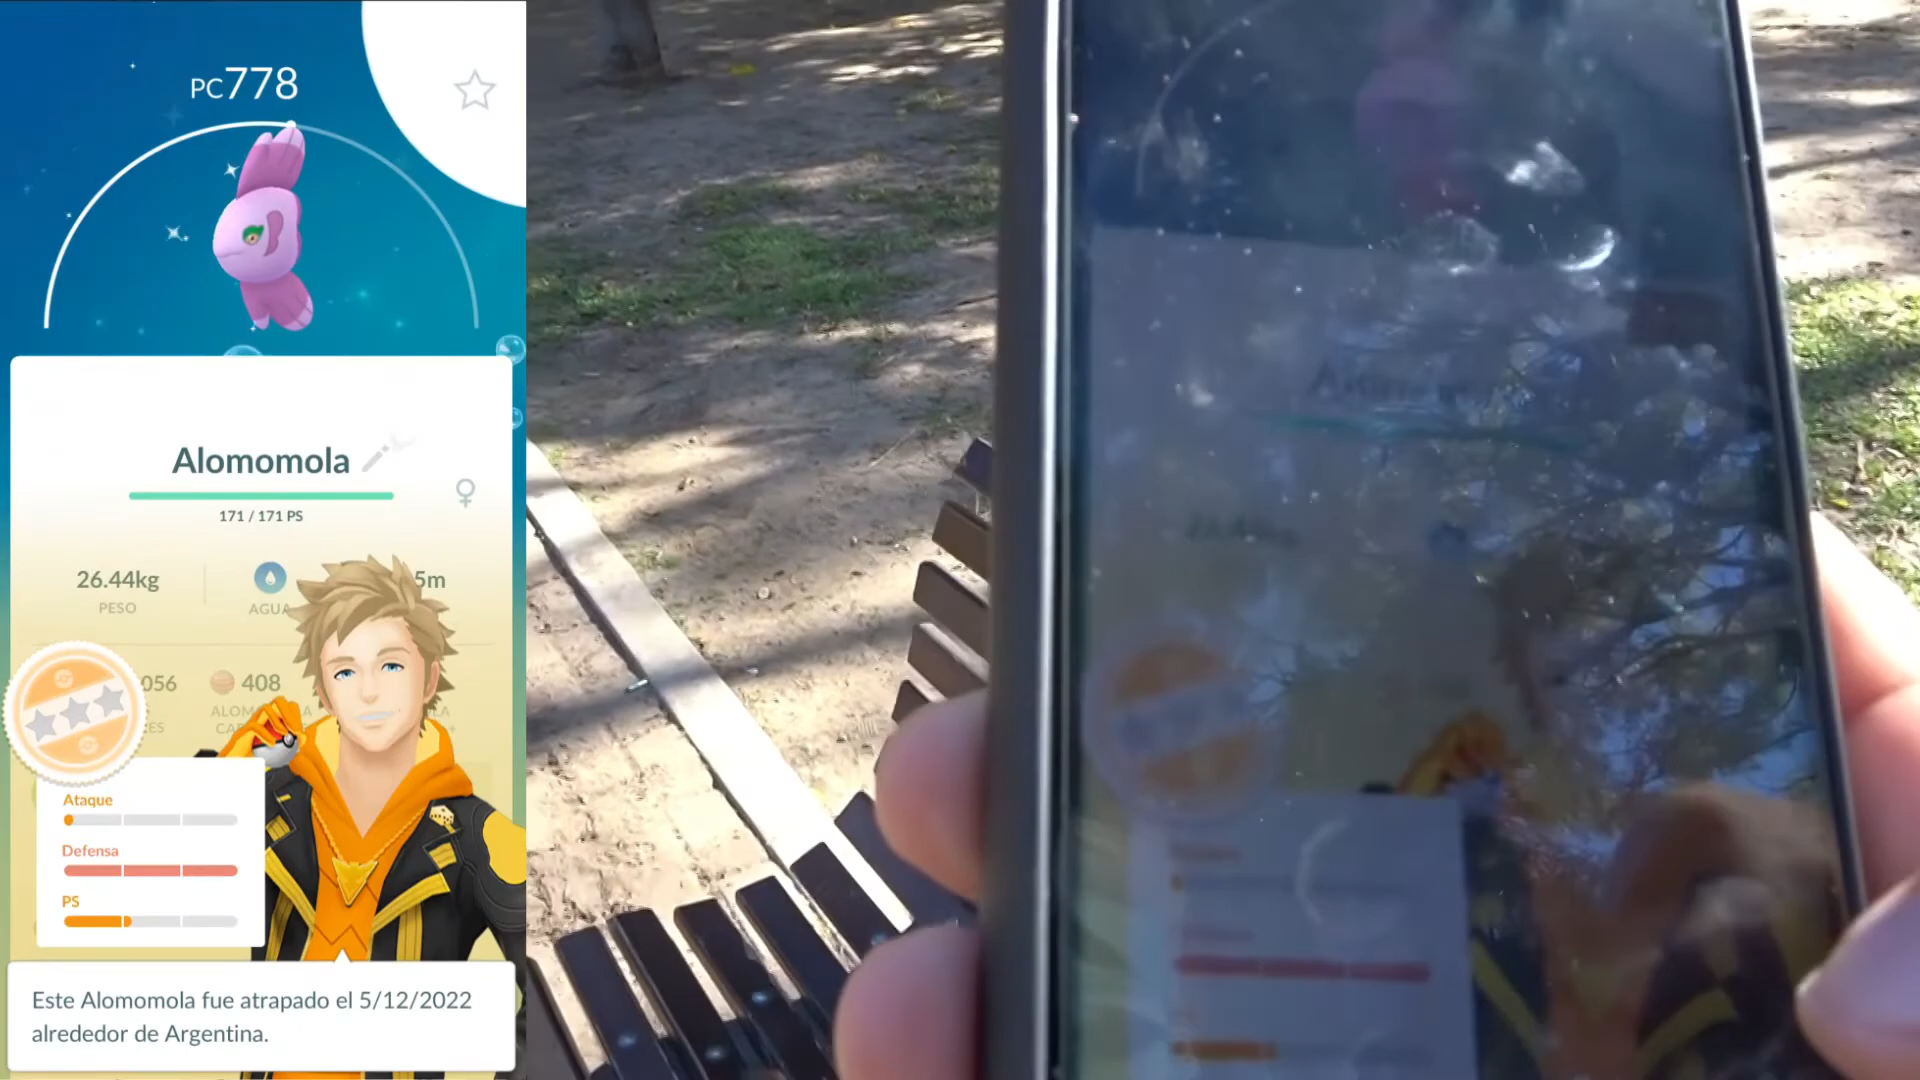 PC778
Alomomola
171 / 171 PS
26.44kg
PESO
AGUA
5m
056
408
Ataque
Defensa
PS
Este Alomomola fue atrapado el 5/12/2022
alrededor de Argentina.